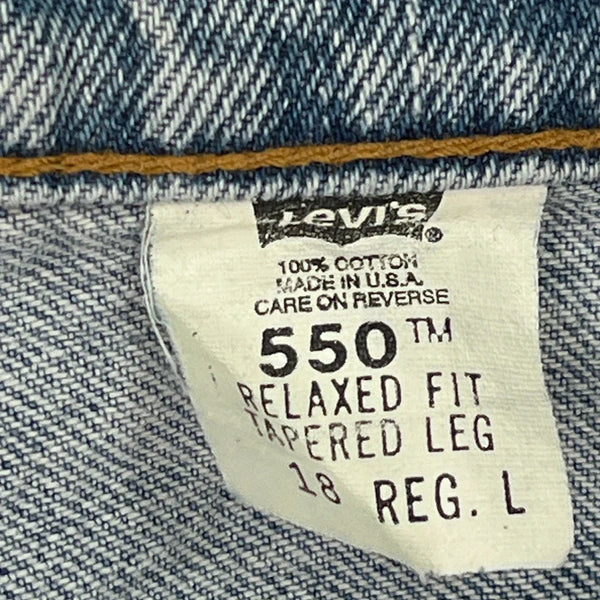 Levi's ®
100% COTTON
MADE IN U.S.A.
CARE ON REVERSE
550™
RELAXED FIT
TAPERED LEG
18 REG. L